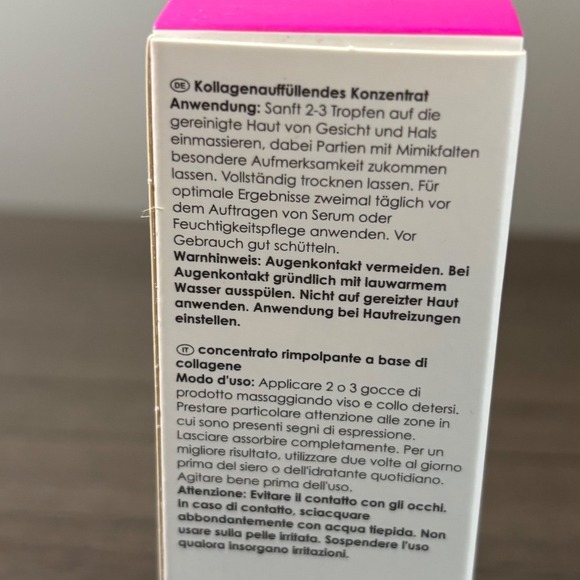 DE Kollagenauffüllendes Konzentrat
Anwendung: Sanft 2-3 Tropfen auf die
gereinigte Haut von Gesicht und Hals
einmassieren, dabei Partien mit Mimikfalten
besondere Aufmerksamkeit zukommen
lassen. Vollständig trocknen lassen. Für
optimale Ergebnisse zweimal täglich vor
dem Auftragen von Serum oder
Feuchtigkeitspflege anwenden. Vor
Gebrauch gut schütteln.
Warnhinweis: Augenkontakt vermeiden. Bei
Augenkontakt gründlich mit lauwarmem
Wasser ausspülen. Nicht auf gereizter Haut
anwenden. Anwendung bei Hautreizungen
einstellen.
IT concentrato rimpolpante a base di
collagene
Modo d'uso: Applicare 2 o 3 gocce di
prodotto massaggiando viso e collo detersi.
Prestare particolare attenzione alle zone in
cui sono presenti segni di espressione.
Lasciare assorbire completamente. Per un
migliore risultato, utilizzare due volte al giorno
prima del siero o dell'idratante quotidiano.
Agitare bene prima dell'uso.
Attenzione: Evitare il contatto con gli occhi.
In caso di contatto, sciacquare
abbondantemente con acqua tiepida. Non
usare sulla pelle irritata. Sospendere l'uso
qualora insorgano irritazioni.